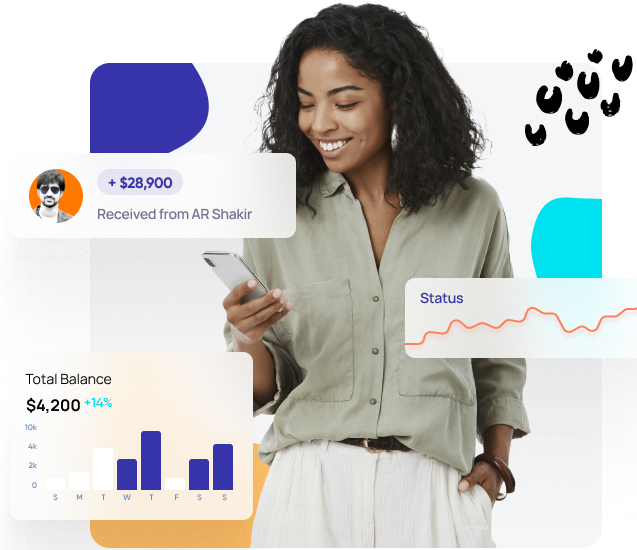 + $28,900
Received from AR Shakir
Status
Total Balance
$4,200 +14%
10k
4k
2k
0
S M T W T F S S